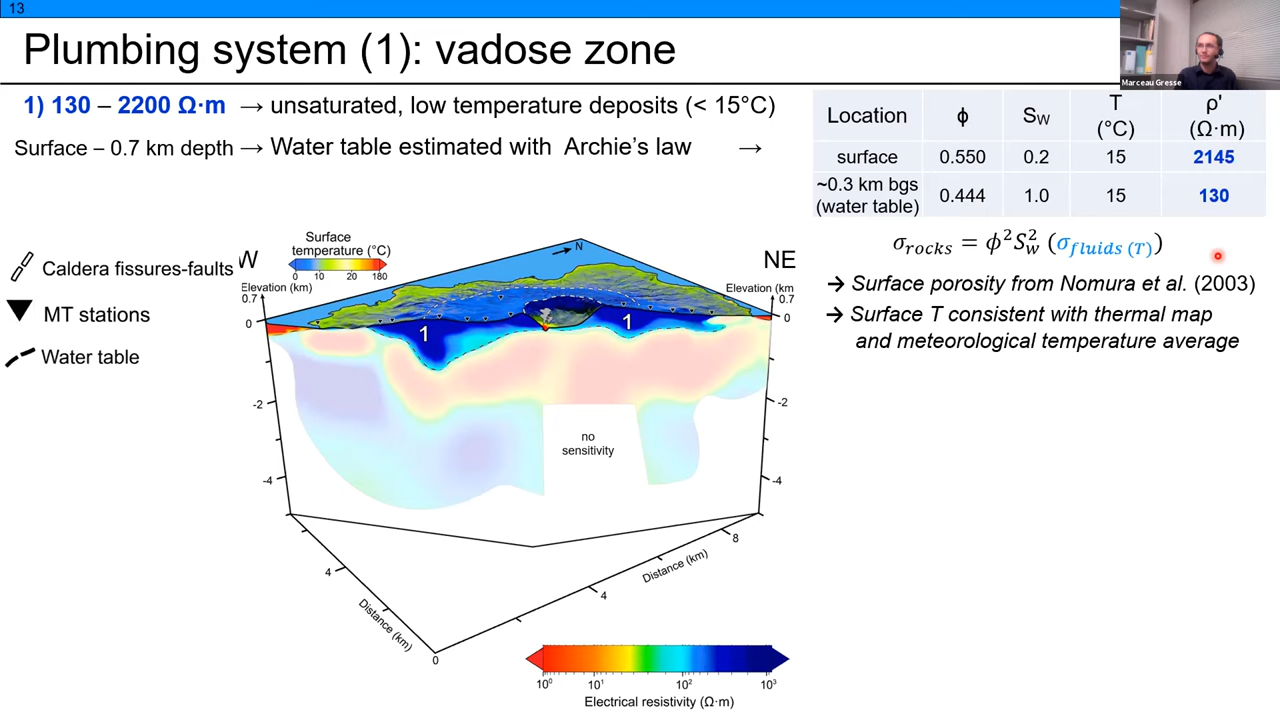 13
Marceau Gresse
Plumbing system (1): vadose zone
1) 130 – 2200 Ω·m → unsaturated, low temperature deposits (< 15°C)
Surface – 0.7 km depth → Water table estimated with Archie's law →
Location ϕ S_W T (°C) ρ' (Ω·m)
surface 0.550 0.2 15 2145
~0.3 km bgs (water table) 0.444 1.0 15 130
σ_rocks = ϕ²S_w² (σ_fluids (T))
→ Surface porosity from Nomura et al. (2003)
→ Surface T consistent with thermal map
and meteorological temperature average
Caldera fissures-faults
MT stations
Water table
W
NE
Surface
temperature (°C)
0 10 20 180
N
Elevation (km)
0.7
0
-2
-4
Elevation (km)
0.7
0
-2
-4
1
1
no
sensitivity
4
Distance (km)
0
4
8
Distance (km)
10⁰ 10¹ 10² 10³
Electrical resistivity (Ω·m)